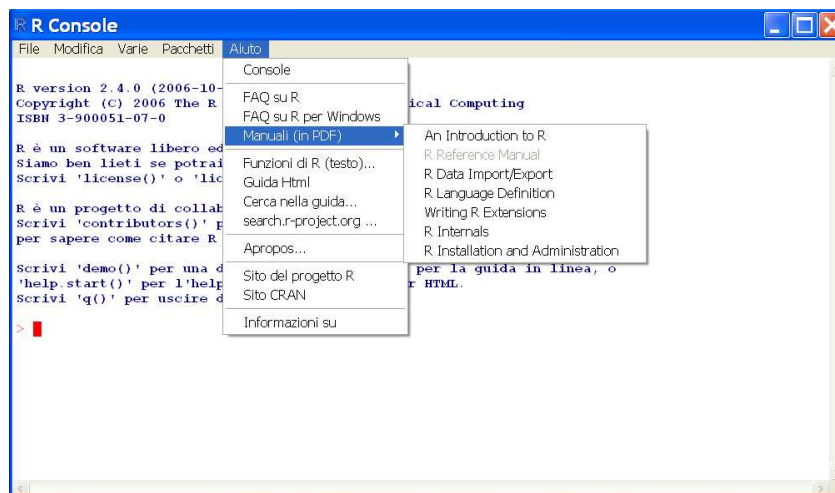 R Console
File Modifica Varie Pacchetti Aiuto
R version 2.4.0 (2006-10-
Copyright (C) 2006 The R
ical Computing
ISBN 3-900051-07-0
R è un software libero ed
Siamo ben lieti se potrai
Scrivi 'license()' o 'lic
R è un progetto di collab
Scrivi 'contributors()' p
per sapere come citare R
Scrivi 'demo()' per una d
per la guida in linea, o
'help.start()' per l'help
r HTML.
Scrivi 'q()' per uscire d
>
Console
FAQ su R
FAQ su R per Windows
Manuali (in PDF)
Funzioni di R (testo)...
Guida Html
Cerca nella guida...
search.r-project.org ...
Apropos...
Sito del progetto R
Sito CRAN
Informazioni su
An Introduction to R
R Reference Manual
R Data Import/Export
R Language Definition
Writing R Extensions
R Internals
R Installation and Administration